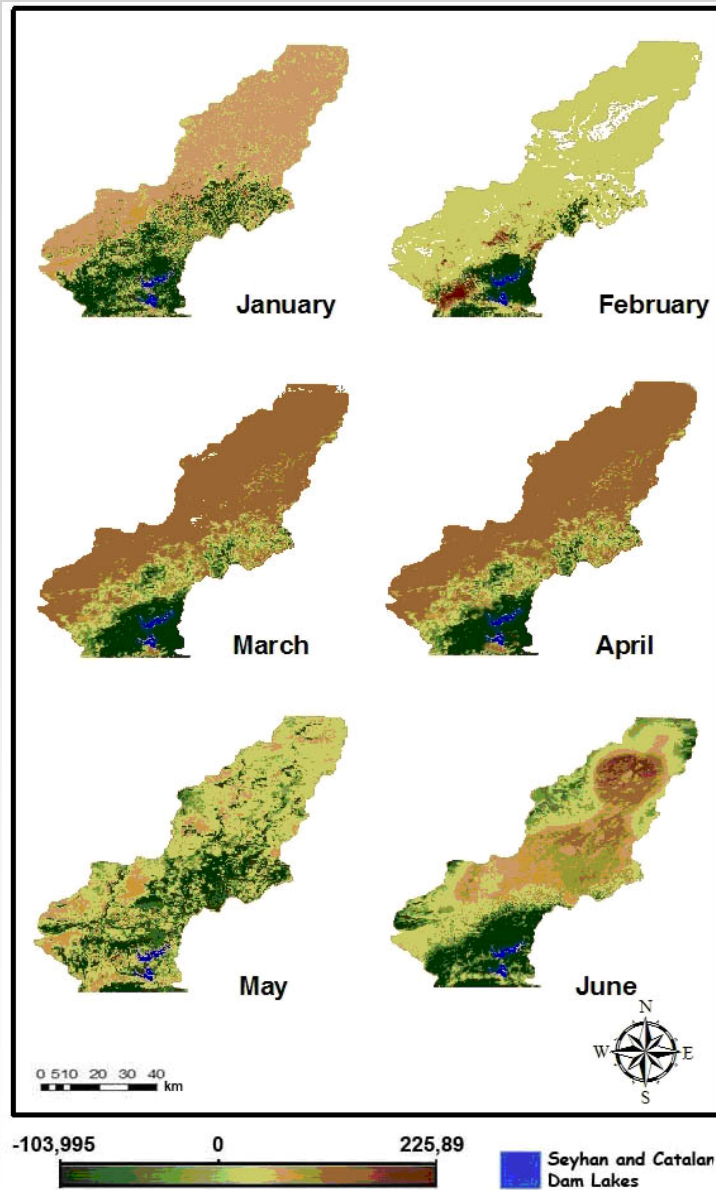 January
February
March
April
May
June
N
W E
S
0 510 20 30 40
km
-103,995 0 225,89
Seyhan and Catalan
Dam Lakes